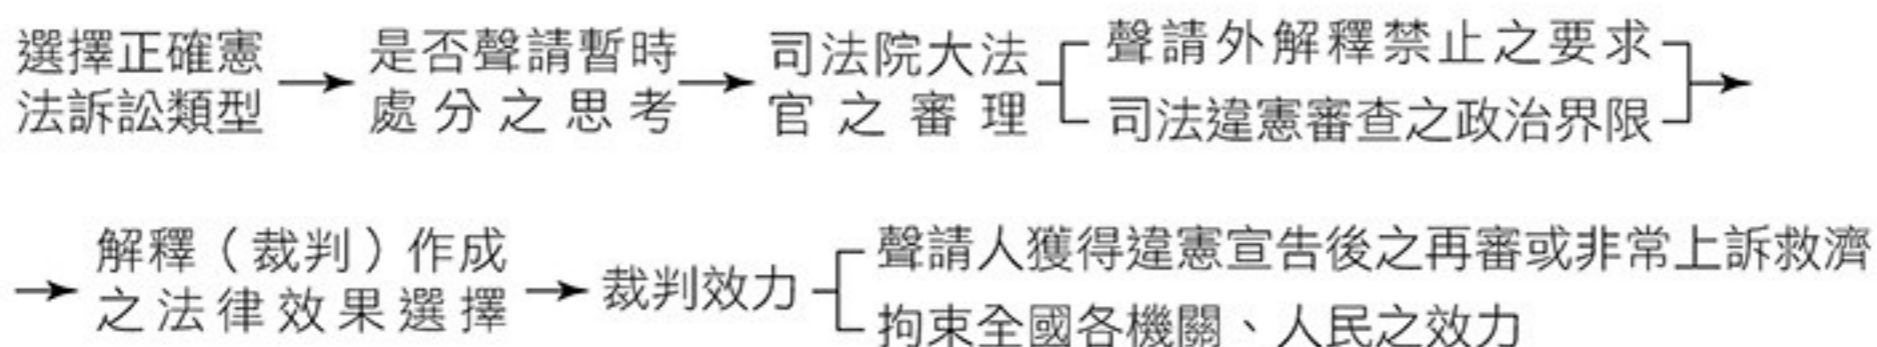 選擇正確憲
法訴訟類型
是否聲請暫時
處分之思考
司法院大法
官之審理
聲請外解釋禁止之要求
司法違憲審查之政治界限
解釋（裁判）作成
之法律效果選擇
裁判效力
聲請人獲得違憲宣告後之再審或非常上訴救濟
拘束全國各機關、人民之效力